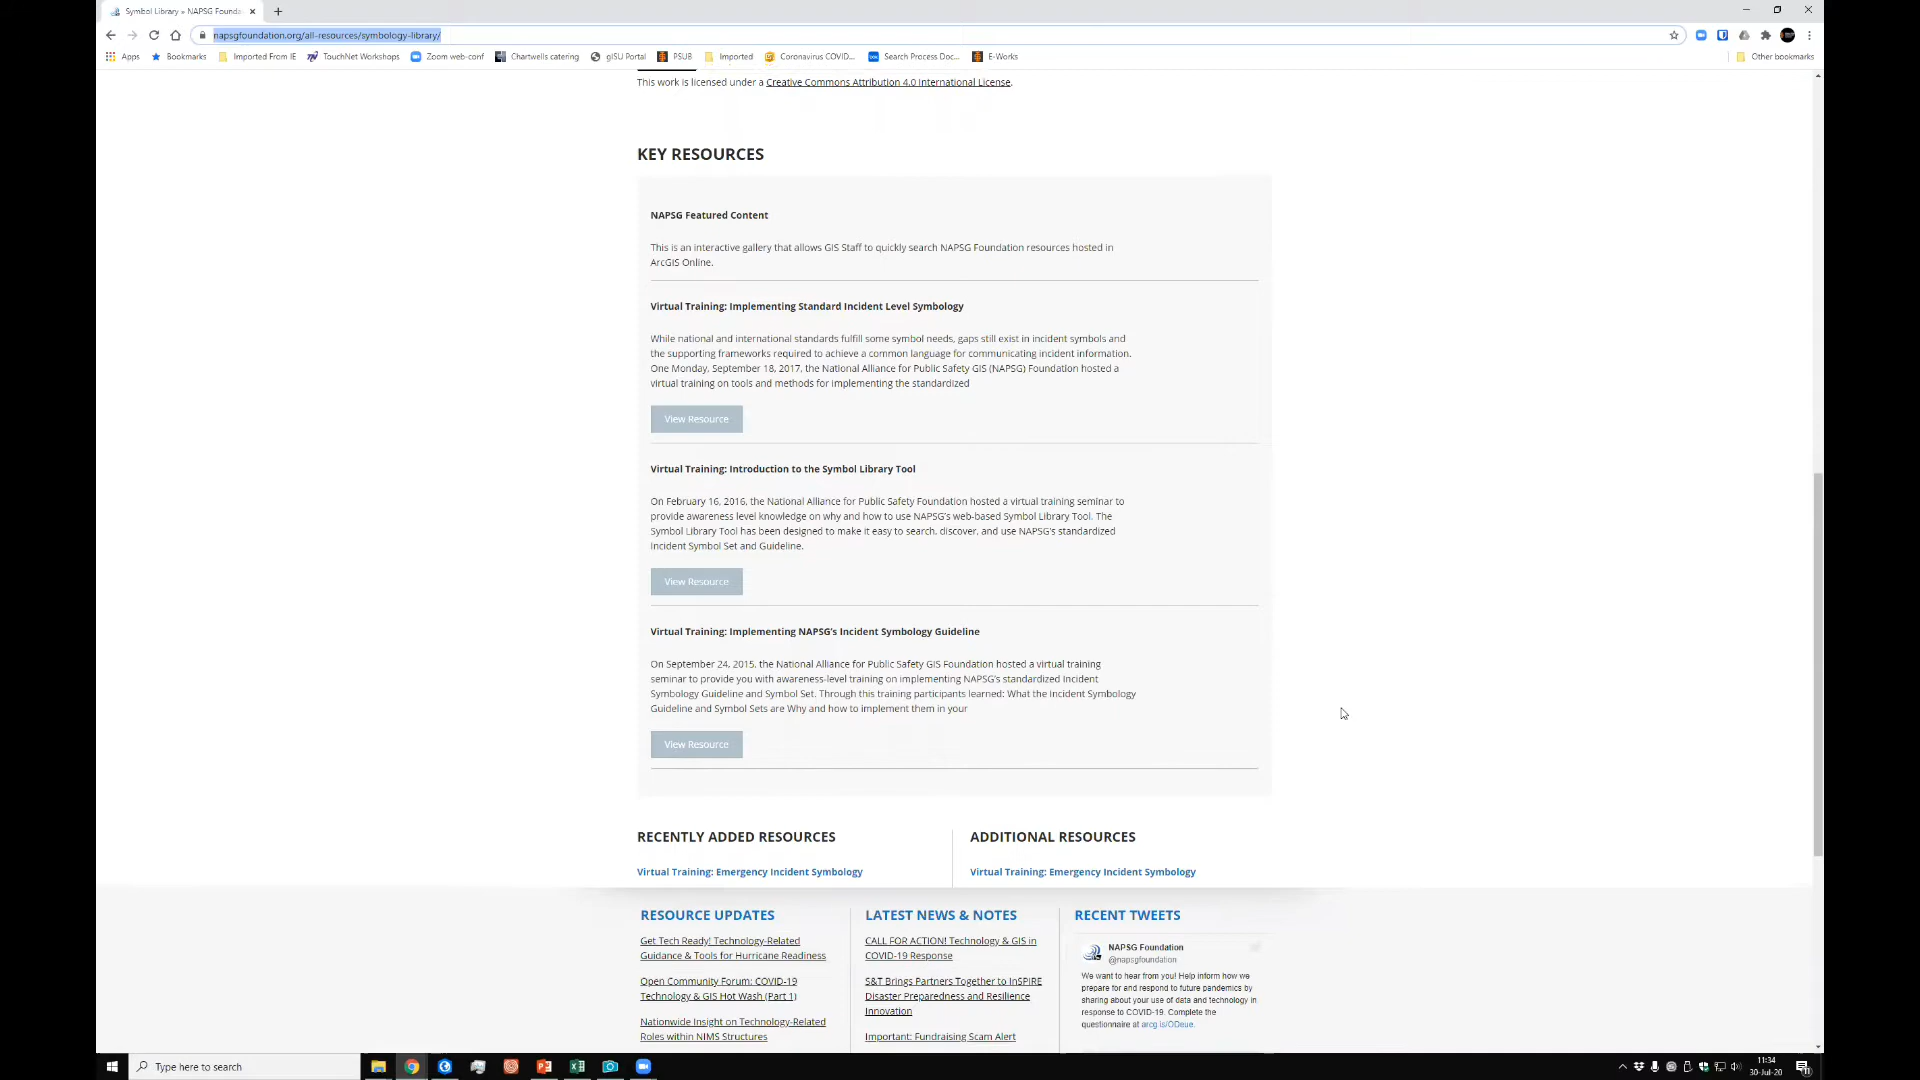 Symbol Library » NAPSG Founda
napsgfoundation.org/all-resources/symbology-library/
Apps Bookmarks Imported From IE TouchNet Workshops Zoom web-conf Chartwells catering gISU Portal PSUB Imported Coronavirus COVID... Search Process Doc... E-Works Other bookmarks
This work is licensed under a Creative Commons Attribution 4.0 International License.
KEY RESOURCES
NAPSG Featured Content
This is an interactive gallery that allows GIS Staff to quickly search NAPSG Foundation resources hosted in
ArcGIS Online.
Virtual Training: Implementing Standard Incident Level Symbology
While national and international standards fulfill some symbol needs, gaps still exist in incident symbols and
the supporting frameworks required to achieve a common language for communicating incident information.
One Monday, September 18, 2017, the National Alliance for Public Safety GIS (NAPSG) Foundation hosted a
virtual training on tools and methods for implementing the standardized
View Resource
Virtual Training: Introduction to the Symbol Library Tool
On February 16, 2016, the National Alliance for Public Safety Foundation hosted a virtual training seminar to
provide awareness level knowledge on why and how to use NAPSG's web-based Symbol Library Tool. The
Symbol Library Tool has been designed to make it easy to search, discover, and use NAPSG's standardized
Incident Symbol Set and Guideline.
View Resource
Virtual Training: Implementing NAPSG's Incident Symbology Guideline
On September 24, 2015, the National Alliance for Public Safety GIS Foundation hosted a virtual training
seminar to provide you with awareness-level training on implementing NAPSG's standardized Incident
Symbology Guideline and Symbol Set. Through this training participants learned: What the Incident Symbology
Guideline and Symbol Sets are Why and how to implement them in your
View Resource
RECENTLY ADDED RESOURCES
Virtual Training: Emergency Incident Symbology
ADDITIONAL RESOURCES
Virtual Training: Emergency Incident Symbology
RESOURCE UPDATES
Get Tech Ready! Technology-Related
Guidance & Tools for Hurricane Readiness
Open Community Forum: COVID-19
Technology & GIS Hot Wash (Part 1)
Nationwide Insight on Technology-Related
Roles within NIMS Structures
LATEST NEWS & NOTES
CALL FOR ACTION! Technology & GIS in
COVID-19 Response
S&T Brings Partners Together to InSPIRE
Disaster Preparedness and Resilience
Innovation
Important: Fundraising Scam Alert
RECENT TWEETS
NAPSG Foundation
@napsgfoundation
We want to hear from you! Help inform how we
prepare for and respond to future pandemics by
sharing about your use of data and technology in
response to COVID-19. Complete the
questionnaire at arcg.is/ODeue.
Type here to search
11:34
30-Jul-20